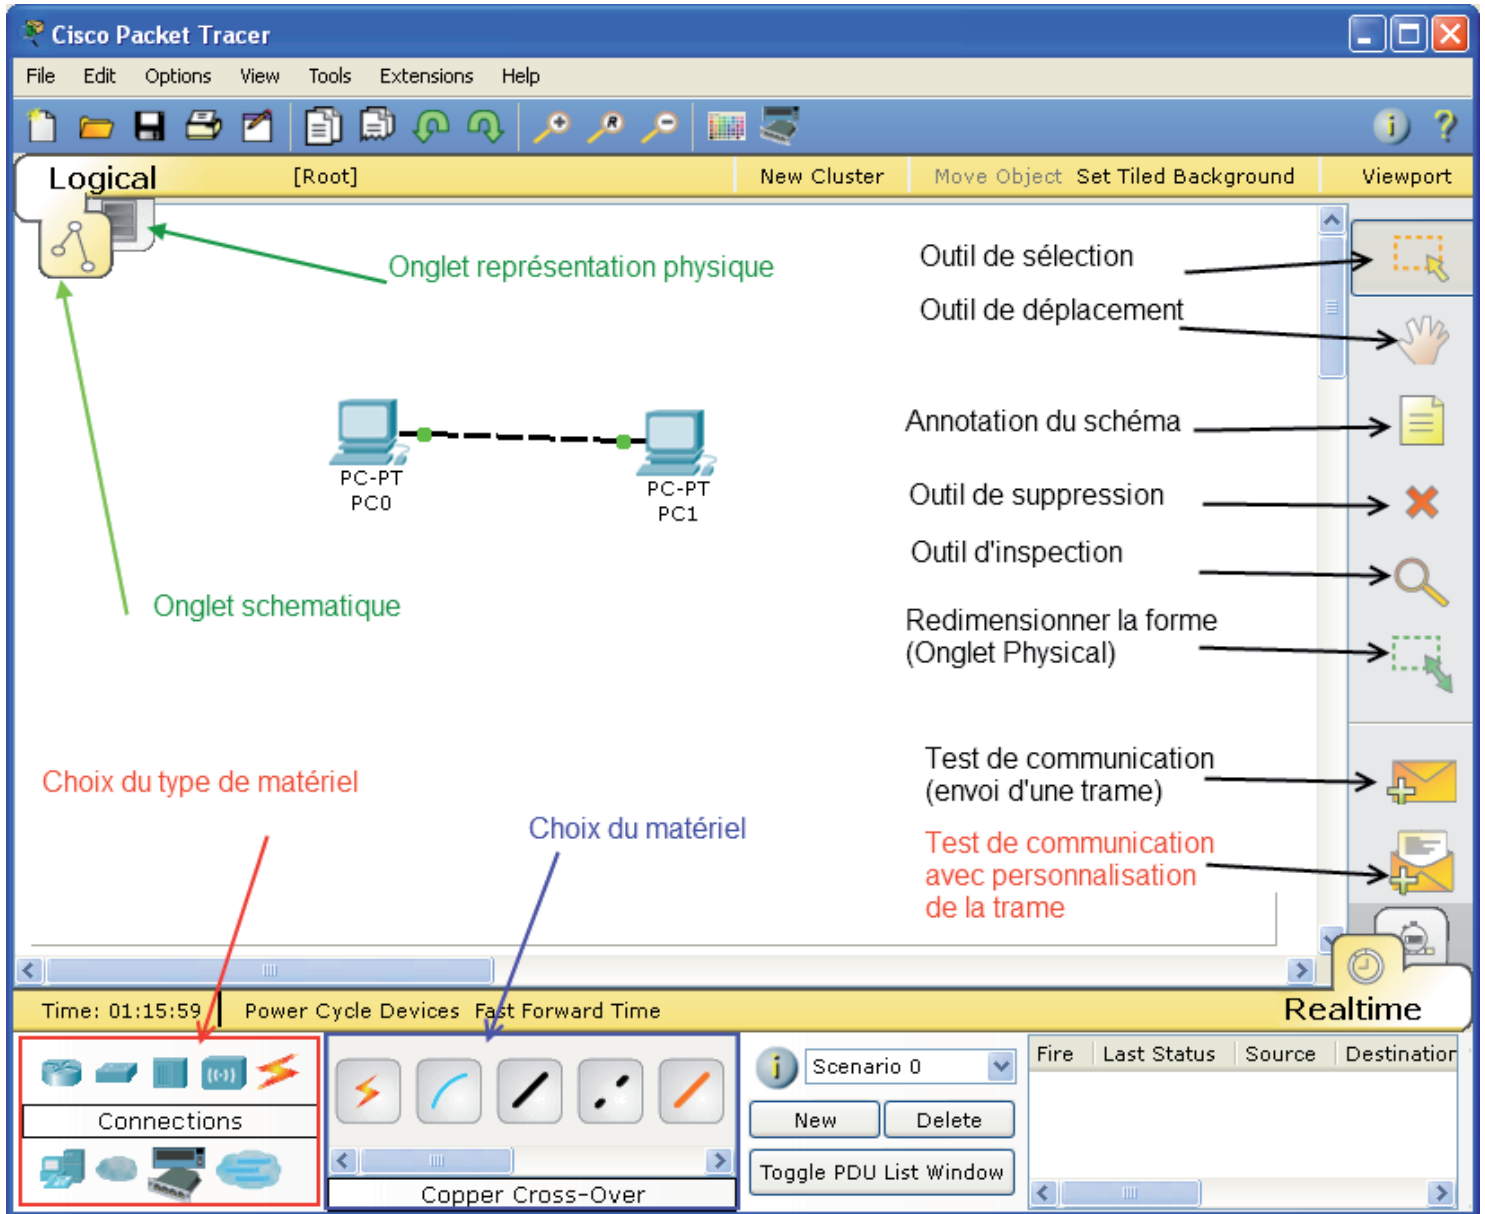 Cisco Packet Tracer
File Edit Options View Tools Extensions Help
Logical [Root] New Cluster Move Object Set Tiled Background Viewport
Onglet représentation physique
Outil de sélection
Outil de déplacement
Annotation du schéma
PC-PT
PC0
PC-PT
PC1
Outil de suppression
Outil d'inspection
Onglet schematique
Redimensionner la forme
(Onglet Physical)
Choix du type de matériel
Test de communication
(envoi d'une trame)
Choix du matériel
Test de communication
avec personnalisation
de la trame
Time: 01:15:59 Power Cycle Devices Fast Forward Time Realtime
Connections
Copper Cross-Over
Scenario 0
New Delete
Toggle PDU List Window
Fire Last Status Source Destination